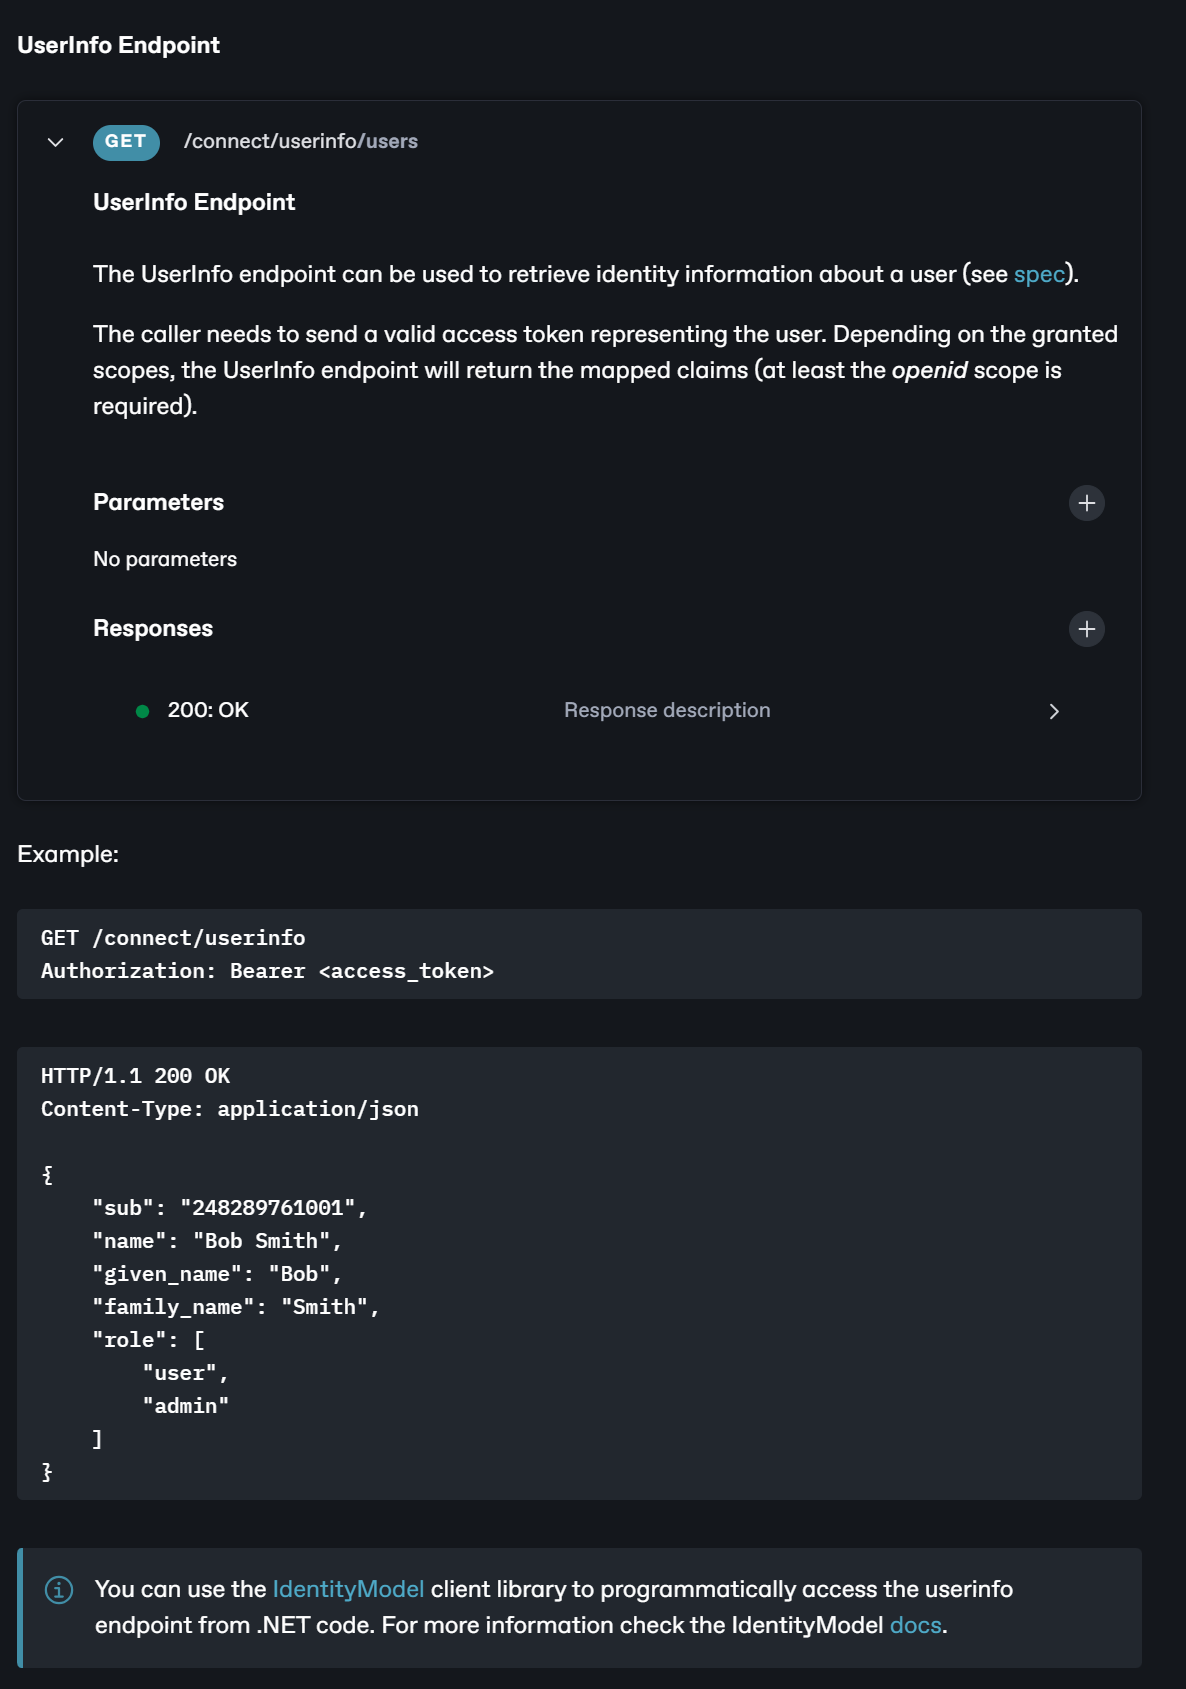 UserInfo Endpoint
GET /connect/userinfo/users
UserInfo Endpoint
The UserInfo endpoint can be used to retrieve identity information about a user (see spec).
The caller needs to send a valid access token representing the user. Depending on the granted
scopes, the UserInfo endpoint will return the mapped claims (at least the openid scope is
required).
Parameters
No parameters
Responses
200: OK Response description
Example:
GET /connect/userinfo
Authorization: Bearer <access_token>
HTTP/1.1 200 OK
Content-Type: application/json
{
    "sub": "248289761001",
    "name": "Bob Smith",
    "given_name": "Bob",
    "family_name": "Smith",
    "role": [
        "user",
        "admin"
    ]
}
You can use the IdentityModel client library to programmatically access the userinfo
endpoint from .NET code. For more information check the IdentityModel docs.